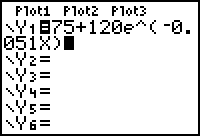 Plot1 Plot2 Plot3
\Y1=75+120e^(-0.
051X)
\Y2=
\Y3=
\Y4=
\Y5=
\Y6=